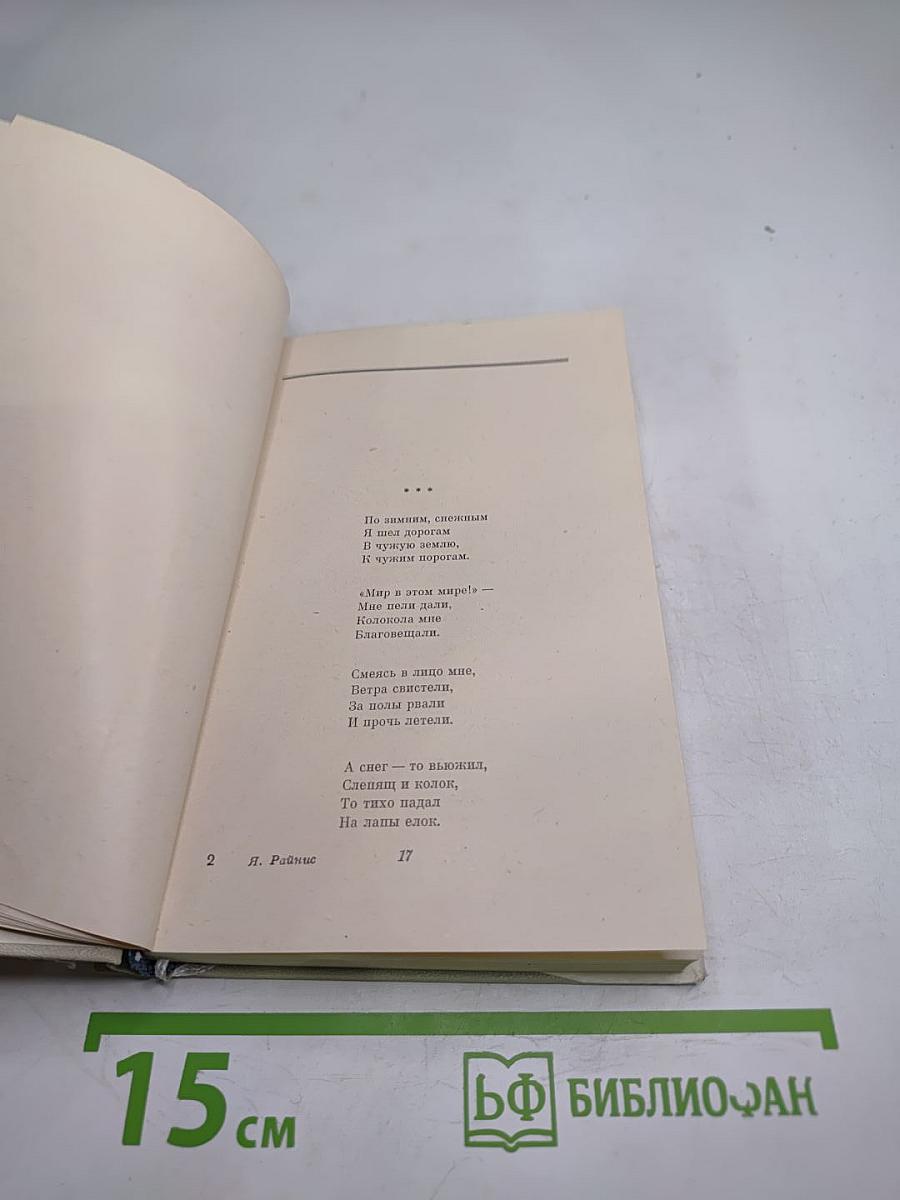 * * *
По зимним, снежным
Я шел дорогам
В чужую землю,
К чужим порогам.
«Мир в этом мире!» —
Мне пели дали,
Колокола мне
Благовещали.
Смеясь в лицо мне,
Ветра свистели,
За полы рвали
И прочь летели.
А снег — то вьюжил,
Слепящ и колок,
То тихо падал
На лапы елок.
2 Я. Райнис 17
15 см
БФ БИБЛИОФАН